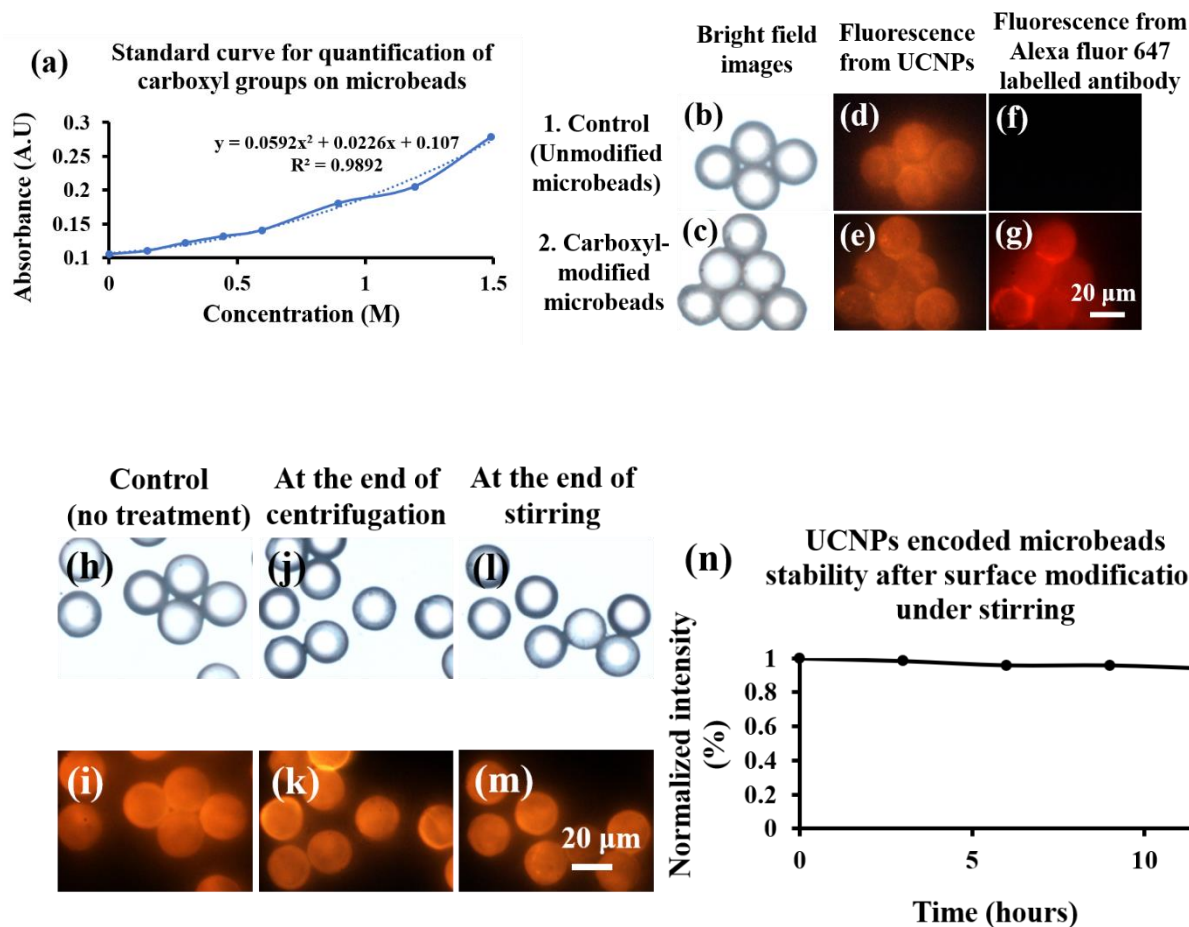 (a)
Standard curve for quantification of
carboxyl groups on microbeads
y = 0.0592x² + 0.0226x + 0.107
R² = 0.9892
0.3
0.25
0.2
0.15
0.1
Absorbance (A.U)
0 0.5 1 1.5
Concentration (M)
Bright field
images
Fluorescence
from UCNPs
Fluorescence from
Alexa fluor 647
labelled antibody
1. Control
(Unmodified
microbeads)
(b) (d) (f)
2. Carboxyl-
modified
microbeads
(c) (e) (g)
20 µm
Control
(no treatment)
At the end of
centrifugation
At the end of
stirring
(h) (j) (l)
(i) (k) (m)
20 µm
(n)
UCNPs encoded microbeads
stability after surface modificatio
under stirring
1
0.8
0.6
0.4
0.2
0
Normalized intensity
(%)
0 5 10
Time (hours)